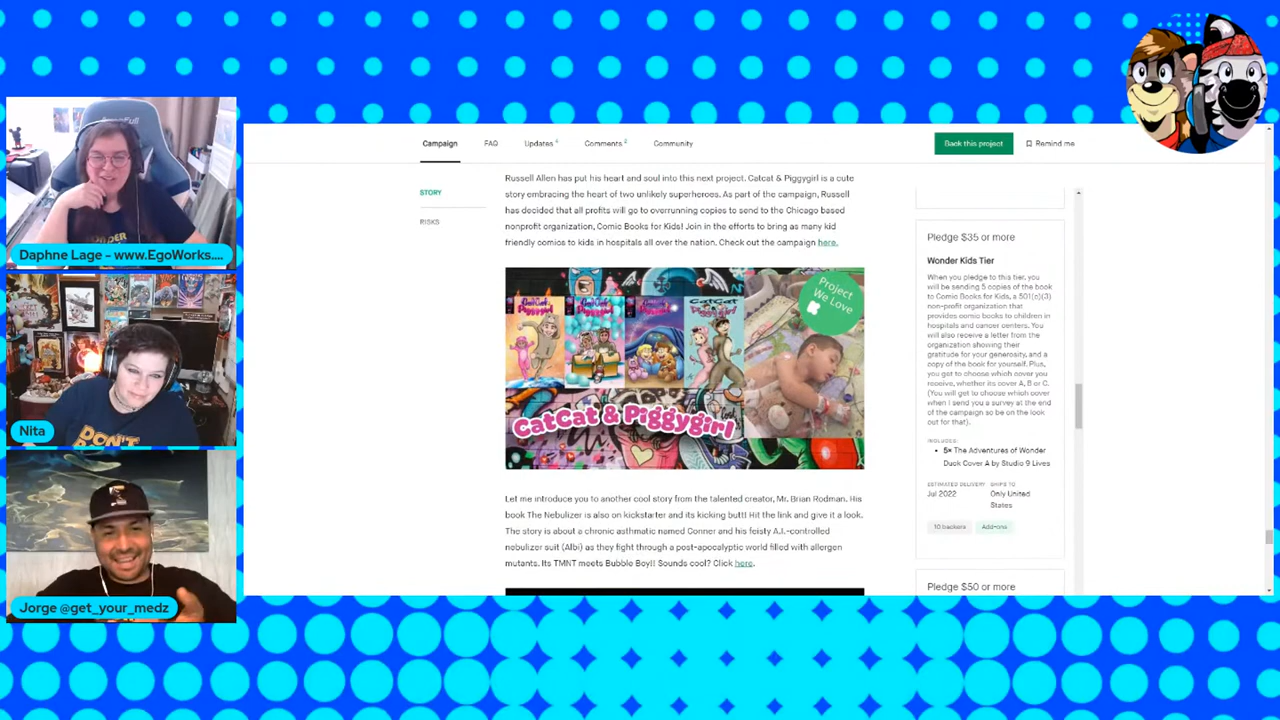 Campaign FAQ Updates 4 Comments 2 Community Back this project Remind me
STORY
RISKS
Russell Allen has put his heart and soul into this next project. Catcat & Piggygirl is a cute
story embracing the heart of two unlikely superheroes. As part of the campaign, Russell
has decided that all profits will go to overrunning copies to send to the Chicago based
nonprofit organization, Comic Books for Kids! Join in the efforts to bring as many kid
friendly comics to kids in hospitals all over the nation. Check out the campaign here.
Project
We Love
CatCat & Piggygirl
Let me introduce you to another cool story from the talented creator, Mr. Brian Rodman. His
book The Nebulizer is also on kickstarter and its kicking butt! Hit the link and give it a look.
The story is about a chronic asthmatic named Conner and his feisty A.I.-controlled
nebulizer suit (Albi) as they fight through a post-apocalyptic world filled with allergen
mutants. Its TMNT meets Bubble Boy!! Sounds cool? Click here.
Pledge $35 or more
Wonder Kids Tier
When you pledge to this tier, you
will be sending 5 copies of the book
to Comic Books for Kids, a 501(c)(3)
non-profit organization that
provides comic books to children in
hospitals and cancer centers. You
will also receive a letter from the
organization showing their
gratitude for your generosity, and a
copy of the book for yourself. Plus,
you get to choose which cover you
receive, whether its cover A, B or C.
(You will get to choose which cover
when I send you a survey at the end
of the campaign so be on the look
out for that).
INCLUDES:
5× The Adventures of Wonder
Duck Cover A by Studio 9 Lives
ESTIMATED DELIVERY SHIPS TO
Jul 2022 Only United
States
10 backers Add-ons
Pledge $50 or more
Daphne Lage - www.EgoWorks....
Nita
DON'T
Jorge @get_your_medz